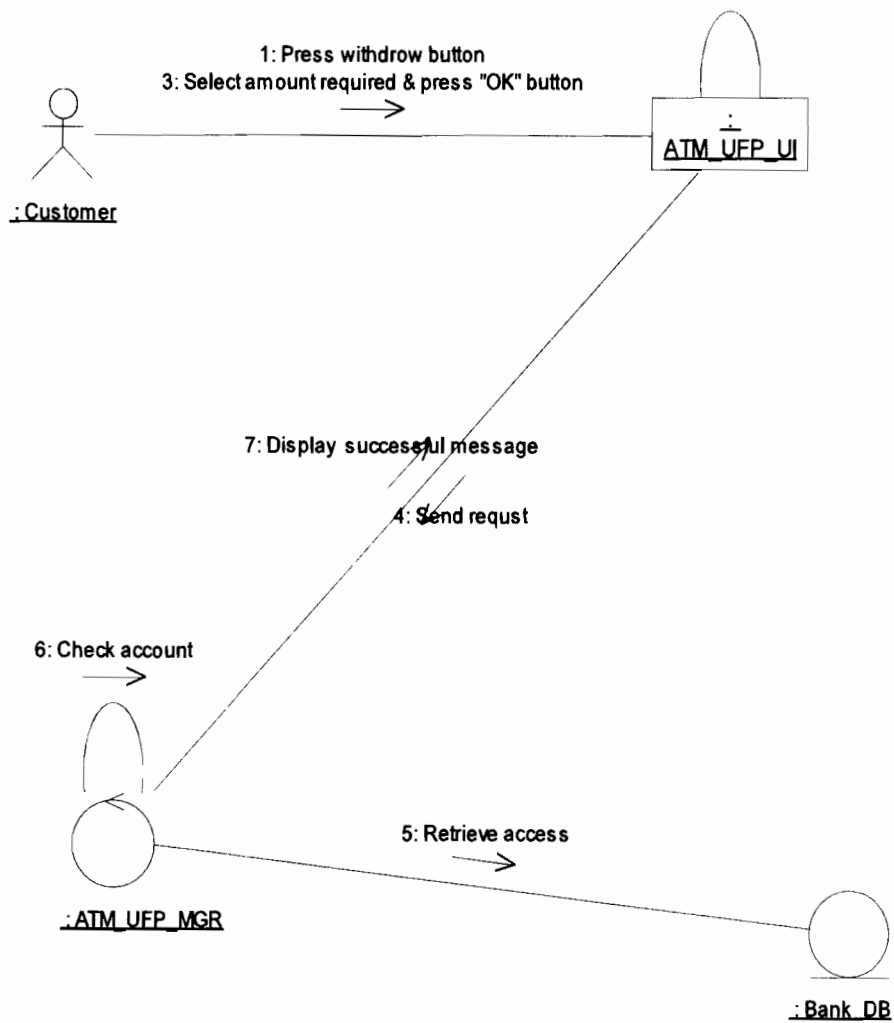 1: Press withdrow button
3: Select amount required & press "OK" button
:
ATM_UFP_UI
: Customer
7: Display successful message
4: Send requst
6: Check account
5: Retrieve access
: ATM_UFP_MGR
: Bank_DB